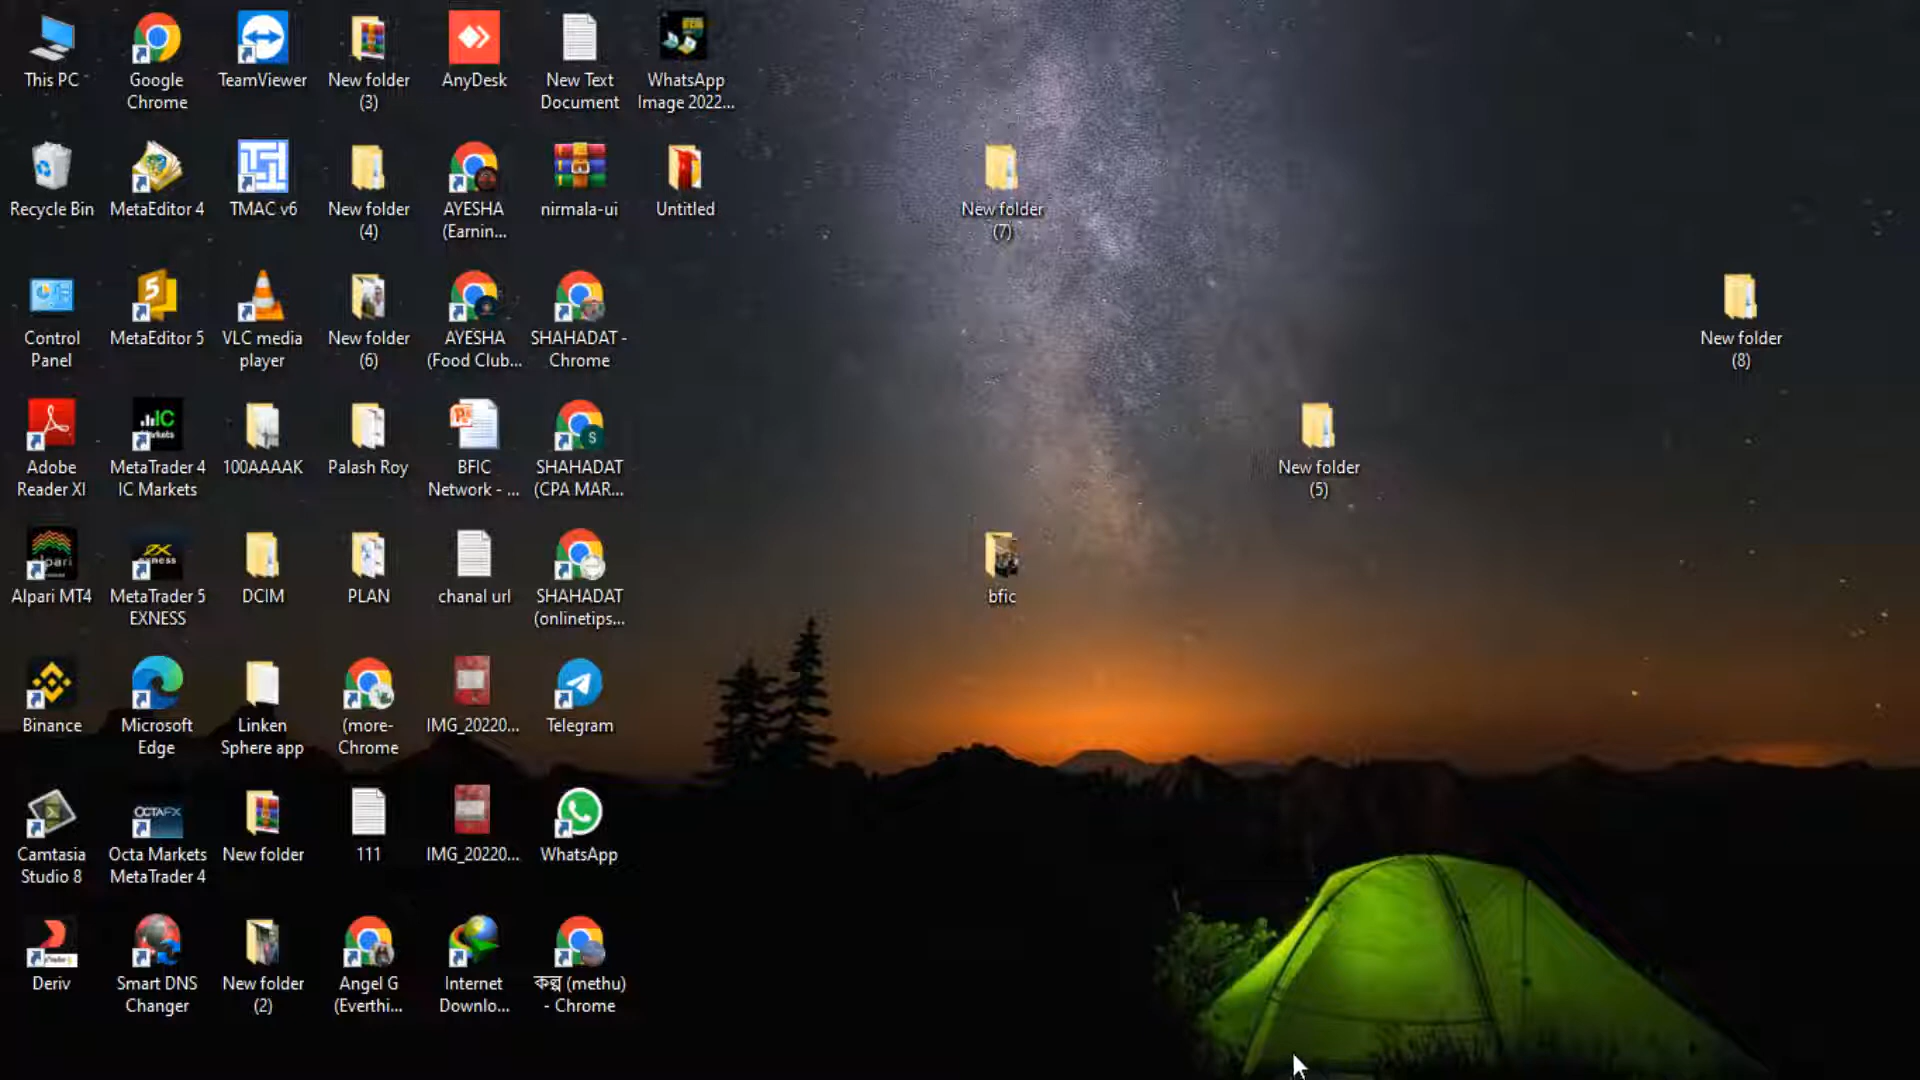 This PC
Google
Chrome
TeamViewer
New folder
(3)
AnyDesk
New Text
Document
WhatsApp
Image 2022...
Recycle Bin
MetaEditor 4
TMAC v6
New folder
(4)
AYESHA
(Earnin...
nirmala-ui
Untitled
New folder
(7)
Control
Panel
MetaEditor 5
VLC media
player
New folder
(6)
AYESHA
(Food Club...
SHAHADAT -
Chrome
New folder
(8)
Adobe
Reader XI
MetaTrader 4
IC Markets
100AAAAK
Palash Roy
BFIC
Network - ...
SHAHADAT
(CPA MAR...
New folder
(5)
Alpari MT4
MetaTrader 5
EXNESS
DCIM
PLAN
chanal url
SHAHADAT
(onlinetips...
bfic
Binance
Microsoft
Edge
Linken
Sphere app
(more-
Chrome
IMG_20220...
Telegram
Camtasia
Studio 8
OCTAFX
Octa Markets
MetaTrader 4
New folder
111
IMG_20220...
WhatsApp
Deriv
Smart DNS
Changer
New folder
(2)
Angel G
(Everthi...
Internet
Downlo...
কল্প (methu)
- Chrome